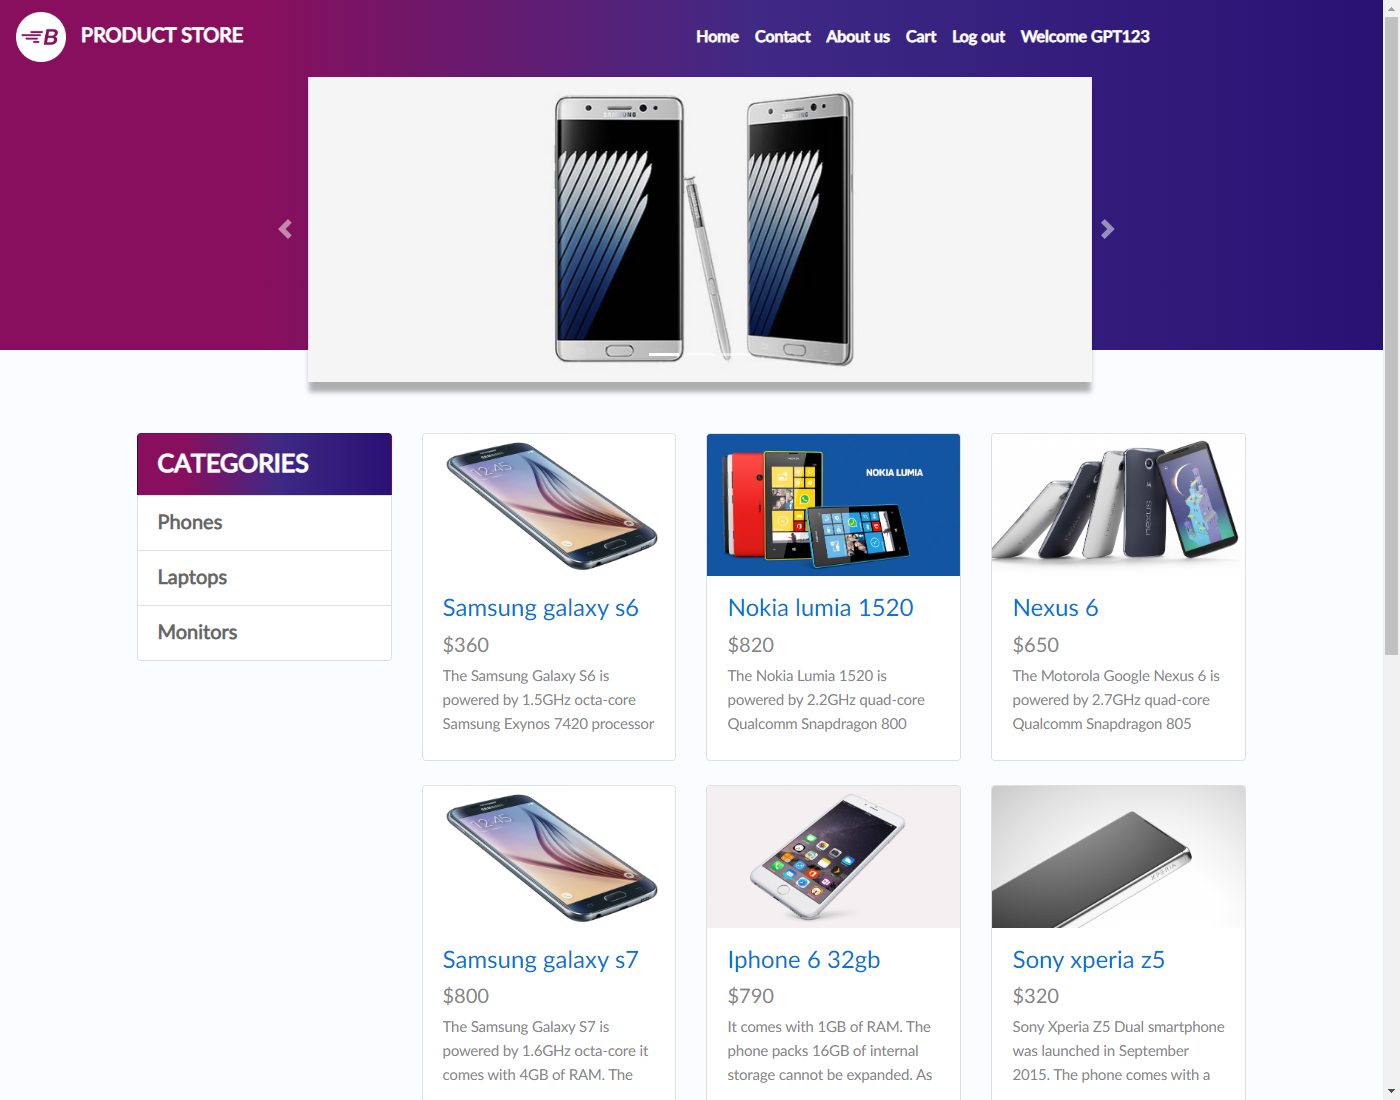 B PRODUCT STORE
Home Contact About us Cart Log out Welcome GPT123
SAMSUNG
CATEGORIES
Phones
Laptops
Monitors
12:45
Samsung galaxy s6
$360
The Samsung Galaxy S6 is
powered by 1.5GHz octa-core
Samsung Exynos 7420 processor
NOKIA LUMIA
Nokia lumia 1520
$820
The Nokia Lumia 1520 is
powered by 2.2GHz quad-core
Qualcomm Snapdragon 800
nexus
Nexus 6
$650
The Motorola Google Nexus 6 is
powered by 2.7GHz quad-core
Qualcomm Snapdragon 805
12:45
Samsung galaxy s7
$800
The Samsung Galaxy S7 is
powered by 1.6GHz octa-core it
comes with 4GB of RAM. The
Iphone 6 32gb
$790
It comes with 1GB of RAM. The
phone packs 16GB of internal
storage cannot be expanded. As
XPERIA
Sony xperia z5
$320
Sony Xperia Z5 Dual smartphone
was launched in September
2015. The phone comes with a